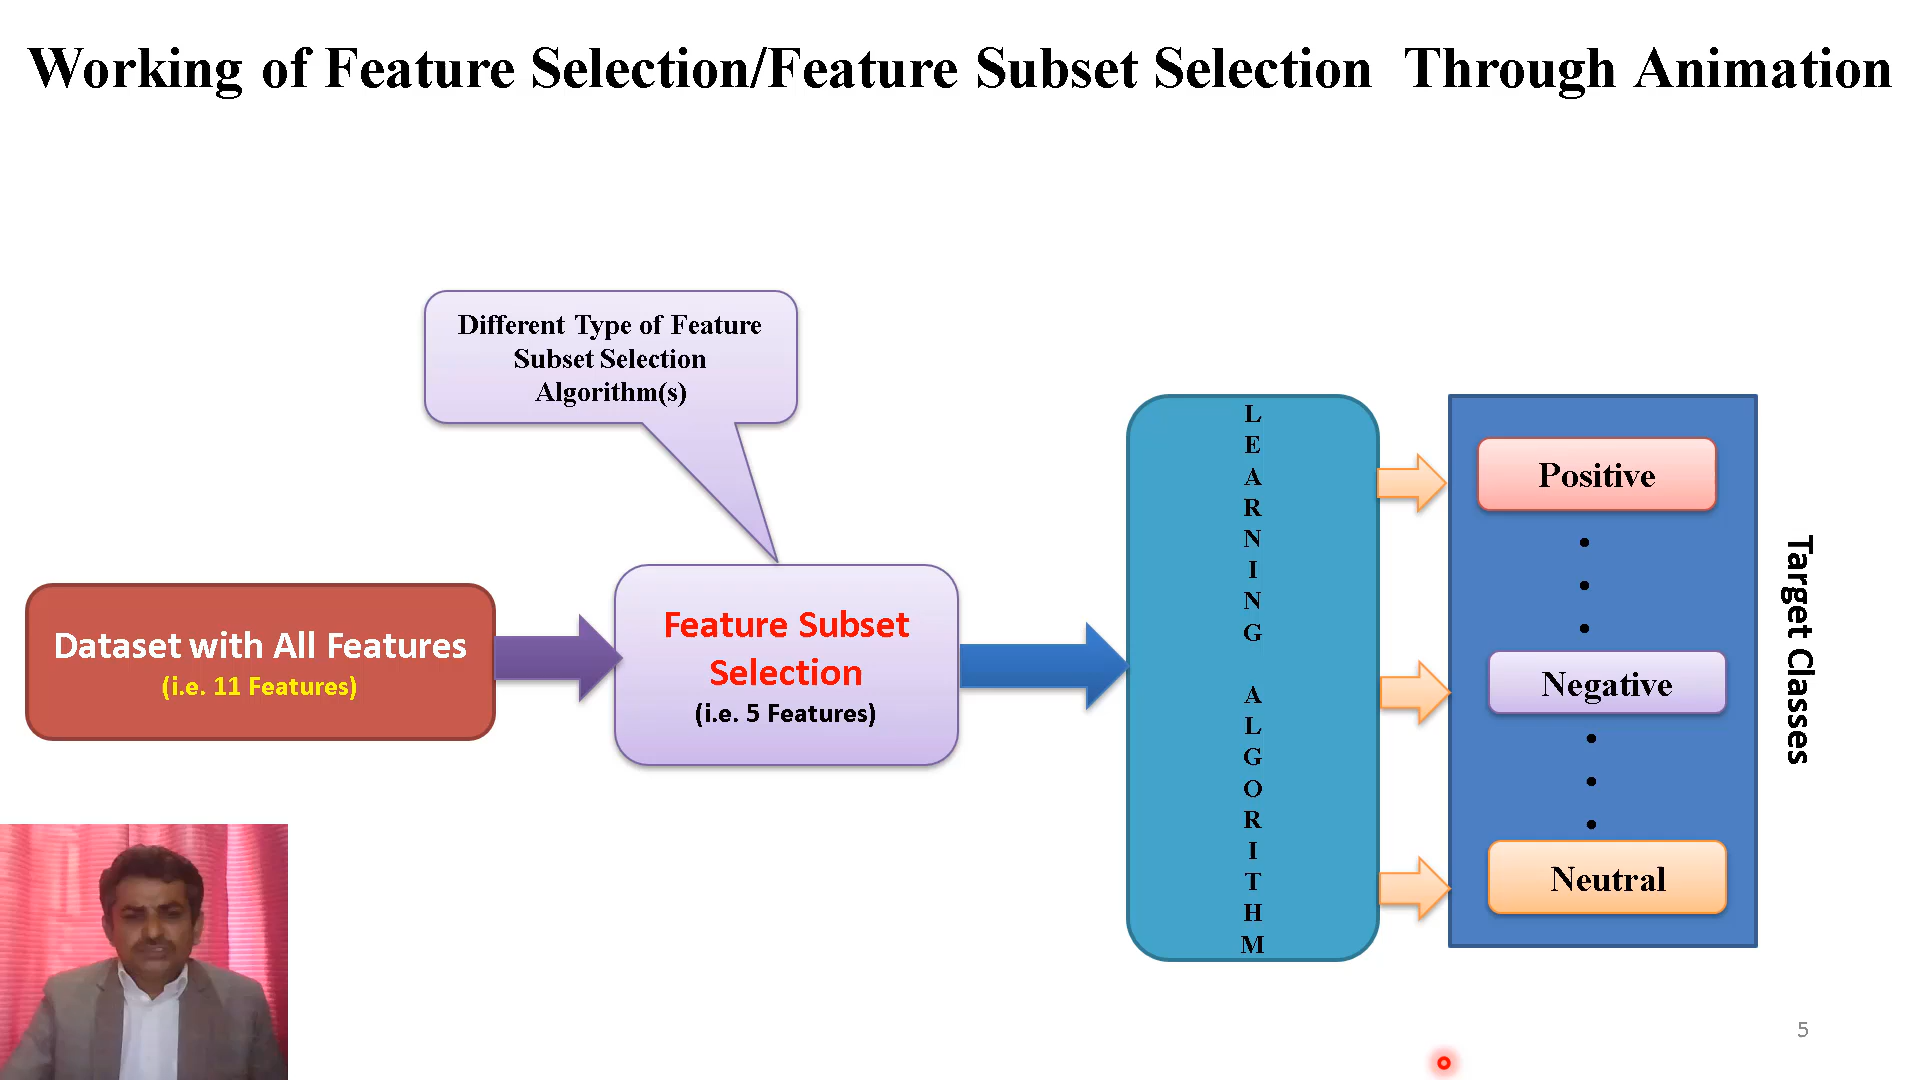 Working of Feature Selection/Feature Subset Selection Through Animation
Different Type of Feature
Subset Selection
Algorithm(s)
Dataset with All Features
(i.e. 11 Features)
Feature Subset
Selection
(i.e. 5 Features)
L
E
A
R
N
I
N
G
A
L
G
O
R
I
T
H
M
Positive
Negative
Neutral
Target Classes
5